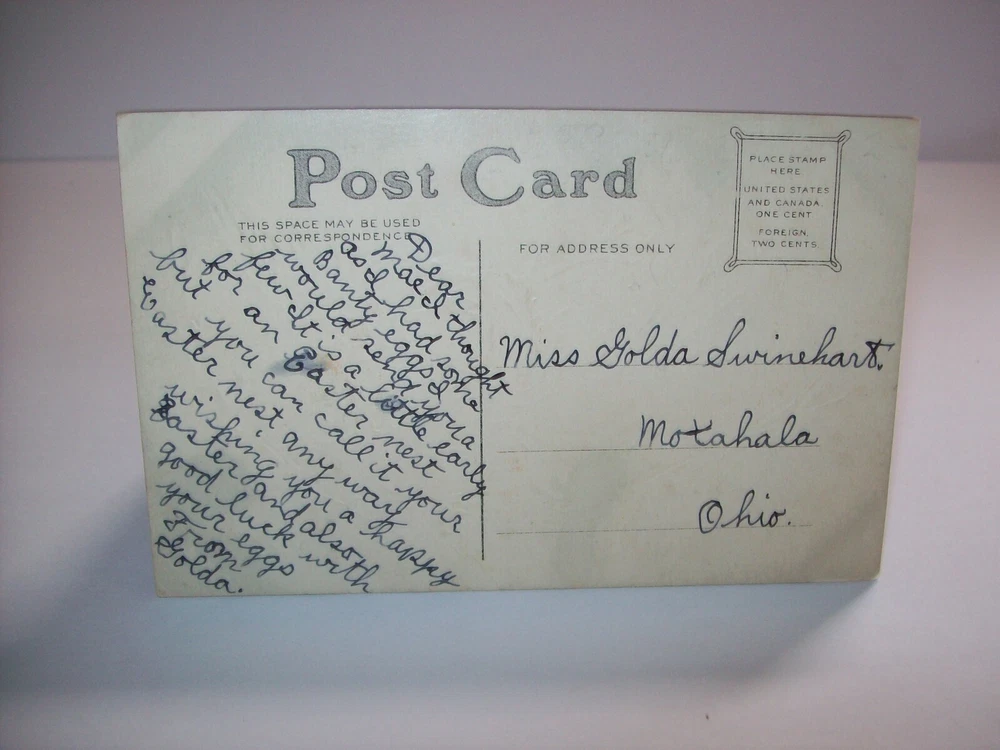 Post Card
THIS SPACE MAY BE USED
FOR CORRESPONDENCE
FOR ADDRESS ONLY
PLACE STAMP
HERE
UNITED STATES
AND CANADA,
ONE CENT
FOREIGN,
TWO CENTS.
Dear
Mae I thought
as I had some
Banty eggs I
would send you a
few It is a little early
for an Easter nest
but you can call it your
Easter nest any way
wishing you a happy
Easter and also
good luck with
your eggs
From
Golda.
Miss Golda Swinehart.
Moxahala
Ohio.